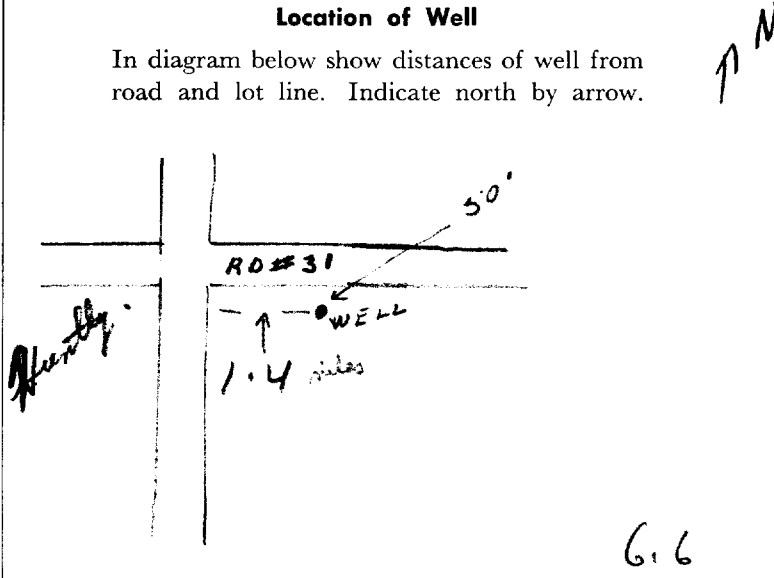 Location of Well
N
In diagram below show distances of well from
road and lot line. Indicate north by arrow.
50'
RD #31
WELL
Huntley.
1.4 miles
6.6